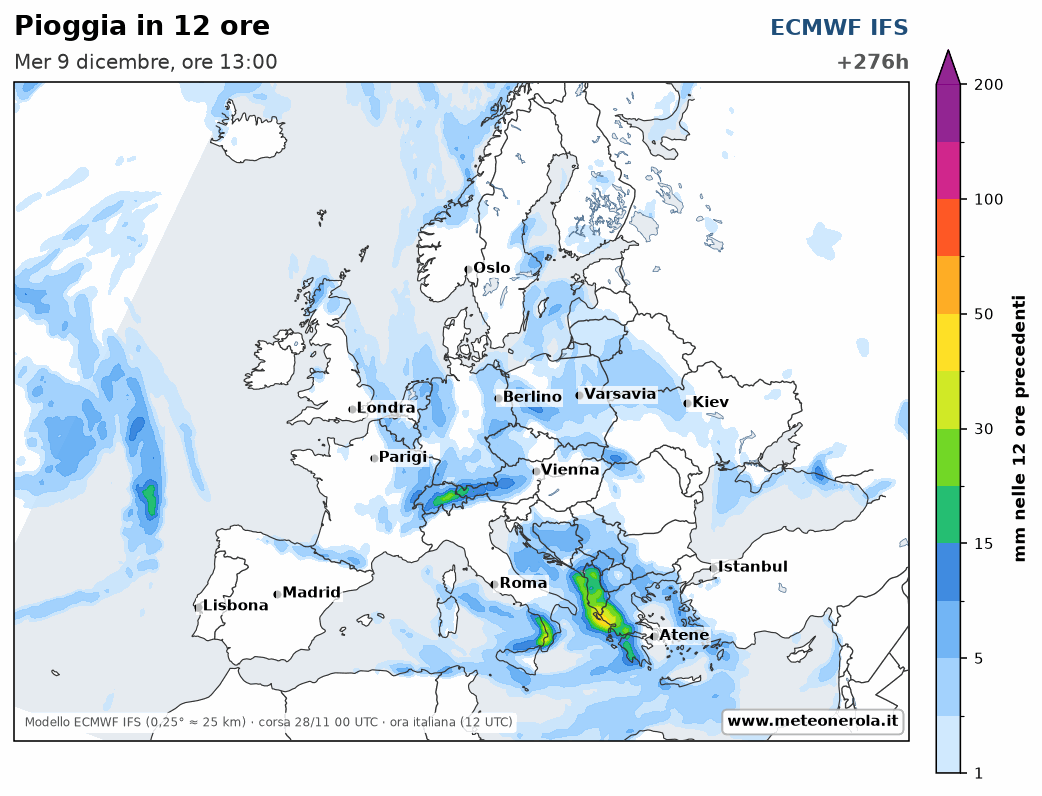 Pioggia in 12 ore
ECMWF IFS
Mer 9 dicembre, ore 13:00
+276h
200
100
50
30
15
5
1
mm nelle 12 ore precedenti
Oslo
Londra
Berlino
Varsavia
Kiev
Parigi
Vienna
Istanbul
Roma
Madrid
Lisbona
Atene
Modello ECMWF IFS (0,25° ≈ 25 km) · corsa 28/11 00 UTC · ora italiana (12 UTC)
www.meteonerola.it